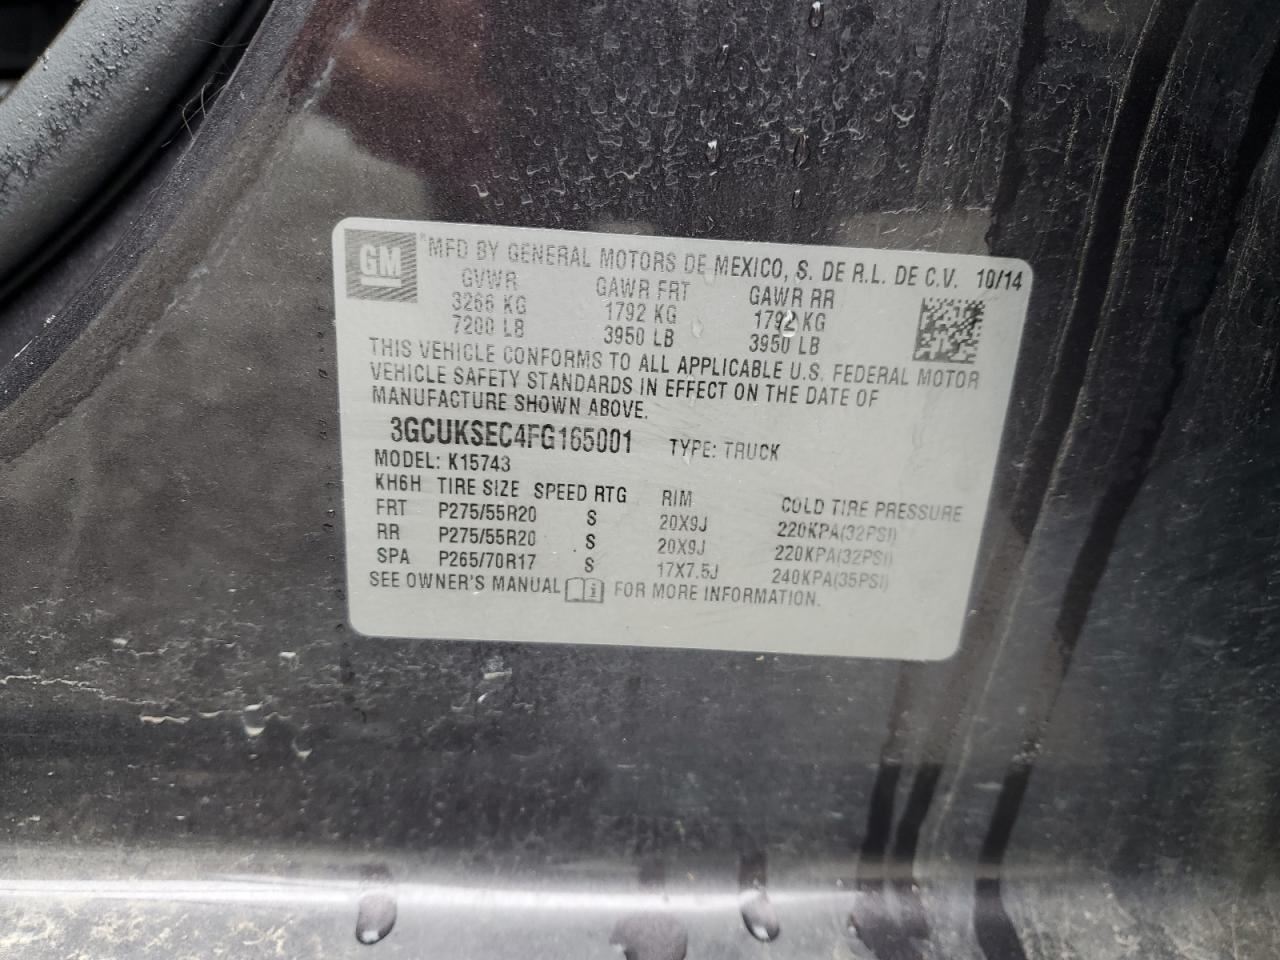 GM
MFD BY GENERAL MOTORS DE MEXICO, S. DE R.L. DE C.V. 10/14
GVWR GAWR FRT GAWR RR
3266 KG 1792 KG 1792 KG
7200 LB 3950 LB 3950 LB
THIS VEHICLE CONFORMS TO ALL APPLICABLE U.S. FEDERAL MOTOR
VEHICLE SAFETY STANDARDS IN EFFECT ON THE DATE OF
MANUFACTURE SHOWN ABOVE.
3GCUKSEC4FG165001 TYPE: TRUCK
MODEL: K15743
KH6H TIRE SIZE SPEED RTG RIM COLD TIRE PRESSURE
FRT P275/55R20 S 20X9J 220KPA(32PSI)
RR P275/55R20 S 20X9J 220KPA(32PSI)
SPA P265/70R17 S 17X7.5J 240KPA(35PSI)
SEE OWNER'S MANUAL i FOR MORE INFORMATION.